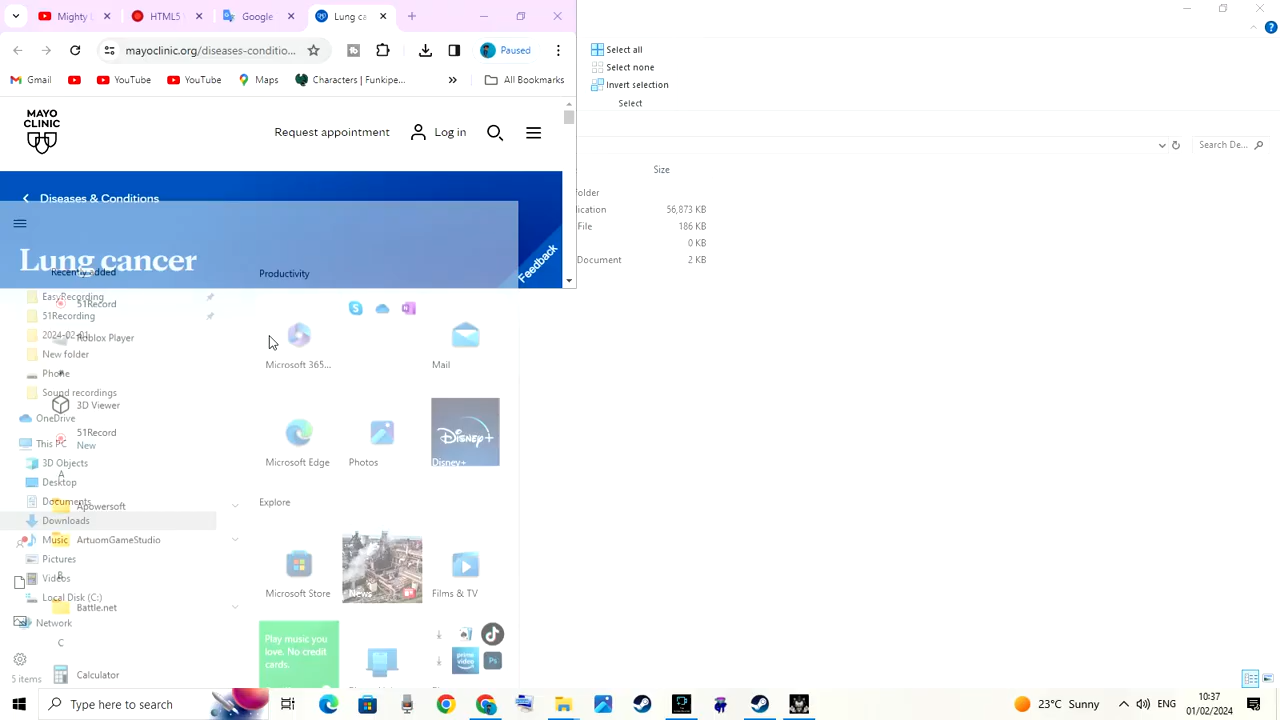 Mighty
HTML5
Google
Lung ca
mayoclinic.org/diseases-conditio...
Paused
Gmail
YouTube
YouTube
Maps
Characters | Funkipe...
»
All Bookmarks
MAYO
CLINIC
Request appointment
Log in
Diseases & Conditions
Lung cancer
Feedback
Select all
Select none
Invert selection
Select
Search De...
Size
folder
lication
56,873 KB
File
186 KB
0 KB
Document
2 KB
Recently added
Productivity
EasyRecording
51Record
51Recording
2024-02-01
Roblox Player
New folder
Microsoft 365...
Mail
Phone
Sound recordings
3D Viewer
OneDrive
51Record
New
This PC
3D Objects
A
Microsoft Edge
Photos
Disney+
Disney+
Desktop
Documents
Apowersoft
Explore
Downloads
Music
ArtuomGameStudio
Pictures
B
Videos
Microsoft Store
News
Films & TV
Local Disk (C:)
Battle.net
Network
C
Play music you
love. No credit
cards.
prime video
Ps
5 items
Calculator
Type here to search
23°C Sunny
ENG
10:37
01/02/2024